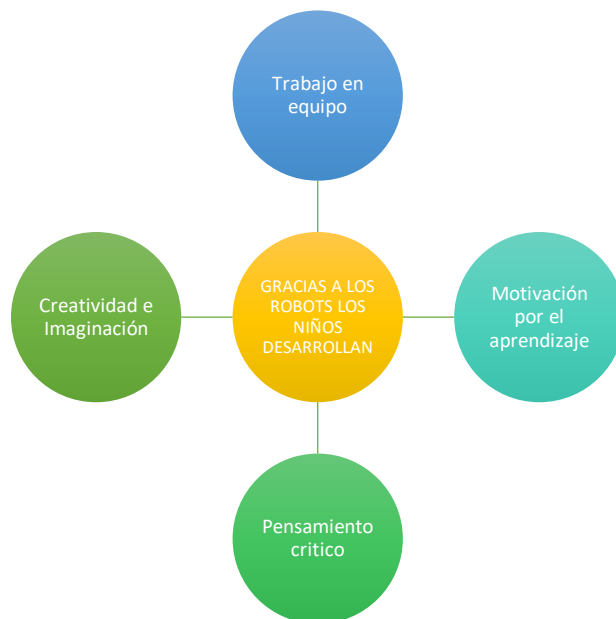 Trabajo en
equipo
Creatividad e
Imaginación
GRACIAS A LOS
ROBOTS LOS
NIÑOS
DESARROLLAN
Motivación
por el
aprendizaje
Pensamiento
critico